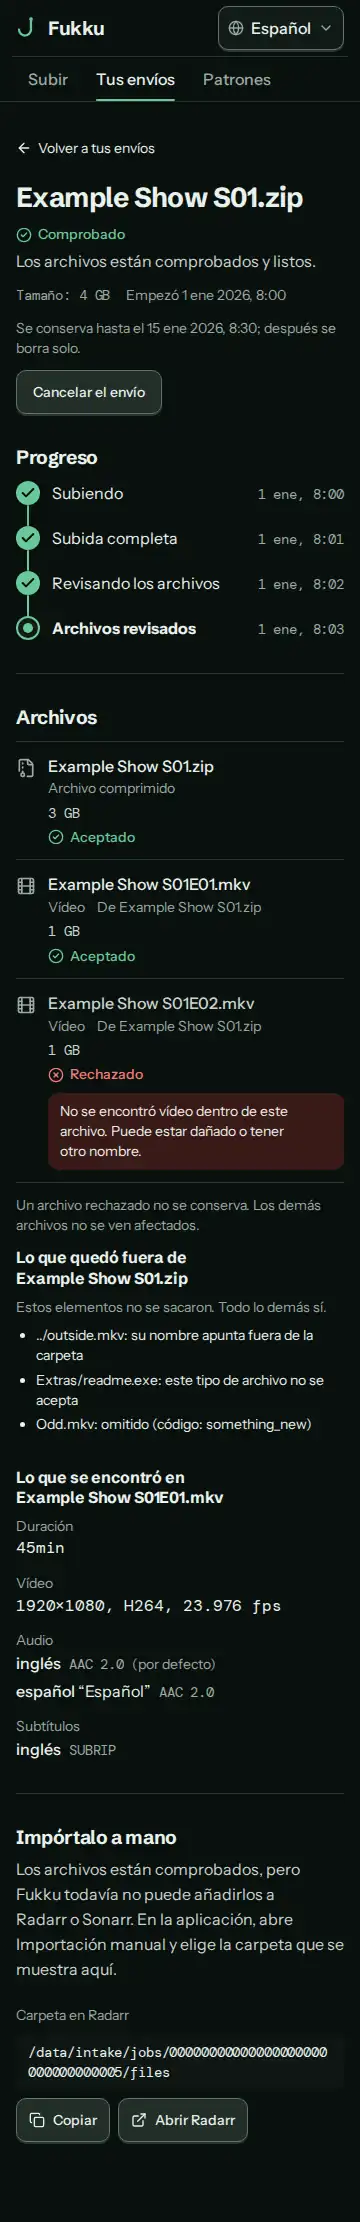 Fukku
Español
Subir
Tus envíos
Patrones
Volver a tus envíos
Example Show S01.zip
Comprobado
Los archivos están comprobados y listos.
Tamaño: 4 GB Empezó 1 ene 2026, 8:00
Se conserva hasta el 15 ene 2026, 8:30; después se
borra solo.
Cancelar el envío
Progreso
Subiendo 1 ene, 8:00
Subida completa 1 ene, 8:01
Revisando los archivos 1 ene, 8:02
Archivos revisados 1 ene, 8:03
Archivos
Example Show S01.zip
Archivo comprimido
3 GB
Aceptado
Example Show S01E01.mkv
Vídeo De Example Show S01.zip
1 GB
Aceptado
Example Show S01E02.mkv
Vídeo De Example Show S01.zip
1 GB
Rechazado
No se encontró vídeo dentro de este
archivo. Puede estar dañado o tener
otro nombre.
Un archivo rechazado no se conserva. Los demás
archivos no se ven afectados.
Lo que quedó fuera de
Example Show S01.zip
Estos elementos no se sacaron. Todo lo demás sí.
../outside.mkv: su nombre apunta fuera de la
carpeta
Extras/readme.exe: este tipo de archivo no se
acepta
Odd.mkv: omitido (código: something_new)
Lo que se encontró en
Example Show S01E01.mkv
Duración
45min
Vídeo
1920×1080, H264, 23.976 fps
Audio
inglés AAC 2.0 (por defecto)
español “Español” AAC 2.0
Subtítulos
inglés SUBRIP
Impórtalo a mano
Los archivos están comprobados, pero
Fukku todavía no puede añadirlos a
Radarr o Sonarr. En la aplicación, abre
Importación manual y elige la carpeta que se
muestra aquí.
Carpeta en Radarr
/data/intake/jobs/00000000000000000000
000000000005/files
Copiar
Abrir Radarr